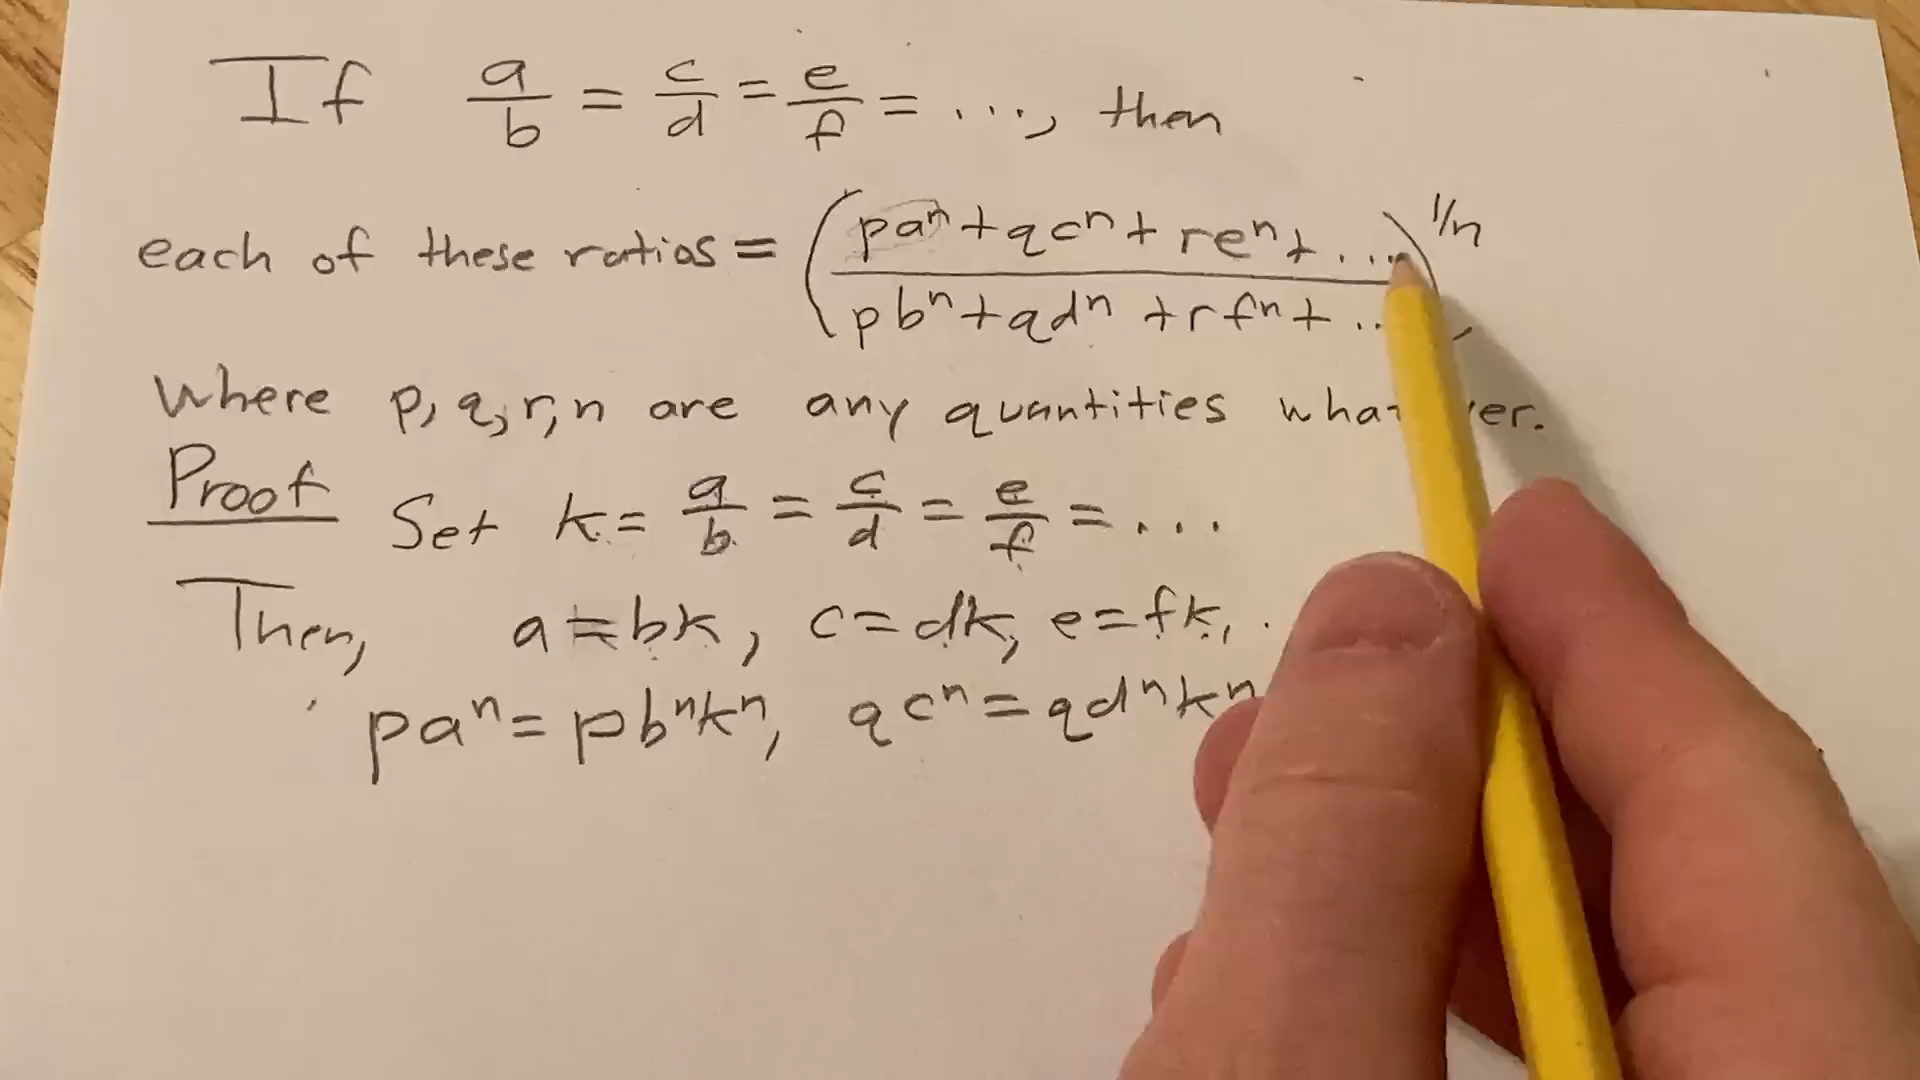 If a/b = c/d = e/f = ..., then
each of these ratios = (pa^n + qc^n + re^n + .... / pb^n + qd^n + rf^n + ..)^1/n,
where p, q, r, n are any quantities
Proof Set k = a/b = c/d = e/f = ...
Then, a = bk, c = dk, e = fk, .
pa^n = pb^n k^n, qc^n = qd^n k^n